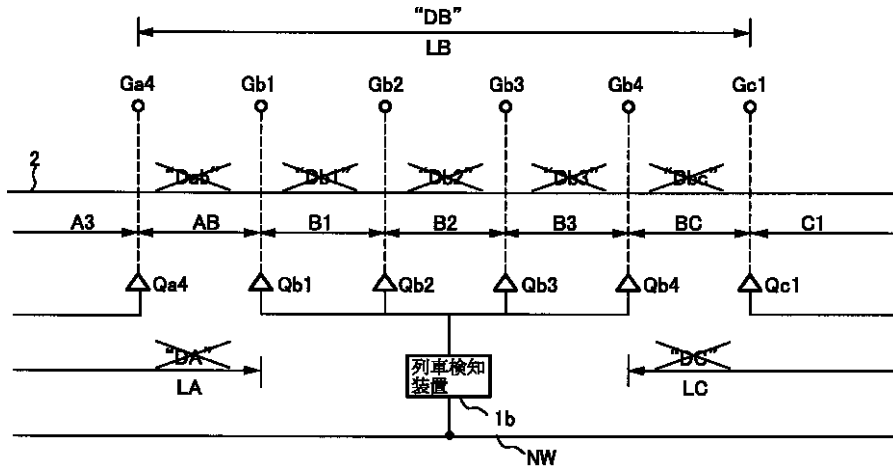 “DB”
LB
Ga4 Gb1 Gb2 Gb3 Gb4 Gc1
2 “Dab” “Db1” “Db2” “Db3” “Dbc”
A3 AB B1 B2 B3 BC C1
Qa4 Qb1 Qb2 Qb3 Qb4 Qc1
“DA” “DC”
LA LC
列車検知
装置
1b
NW